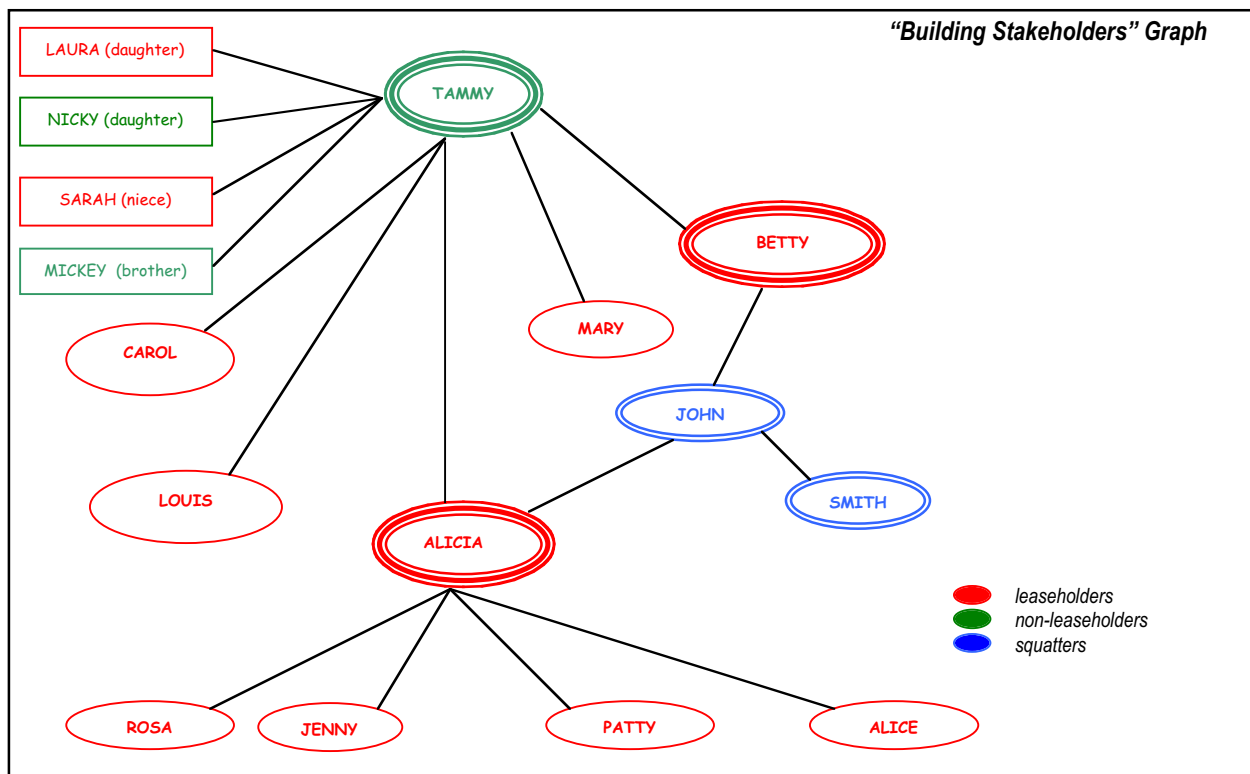 “Building Stakeholders” Graph
LAURA (daughter)
TAMMY
NICKY (daughter)
SARAH (niece)
BETTY
MICKEY (brother)
MARY
CAROL
JOHN
LOUIS
SMITH
ALICIA
leaseholders
non-leaseholders
squatters
ROSA
JENNY
PATTY
ALICE